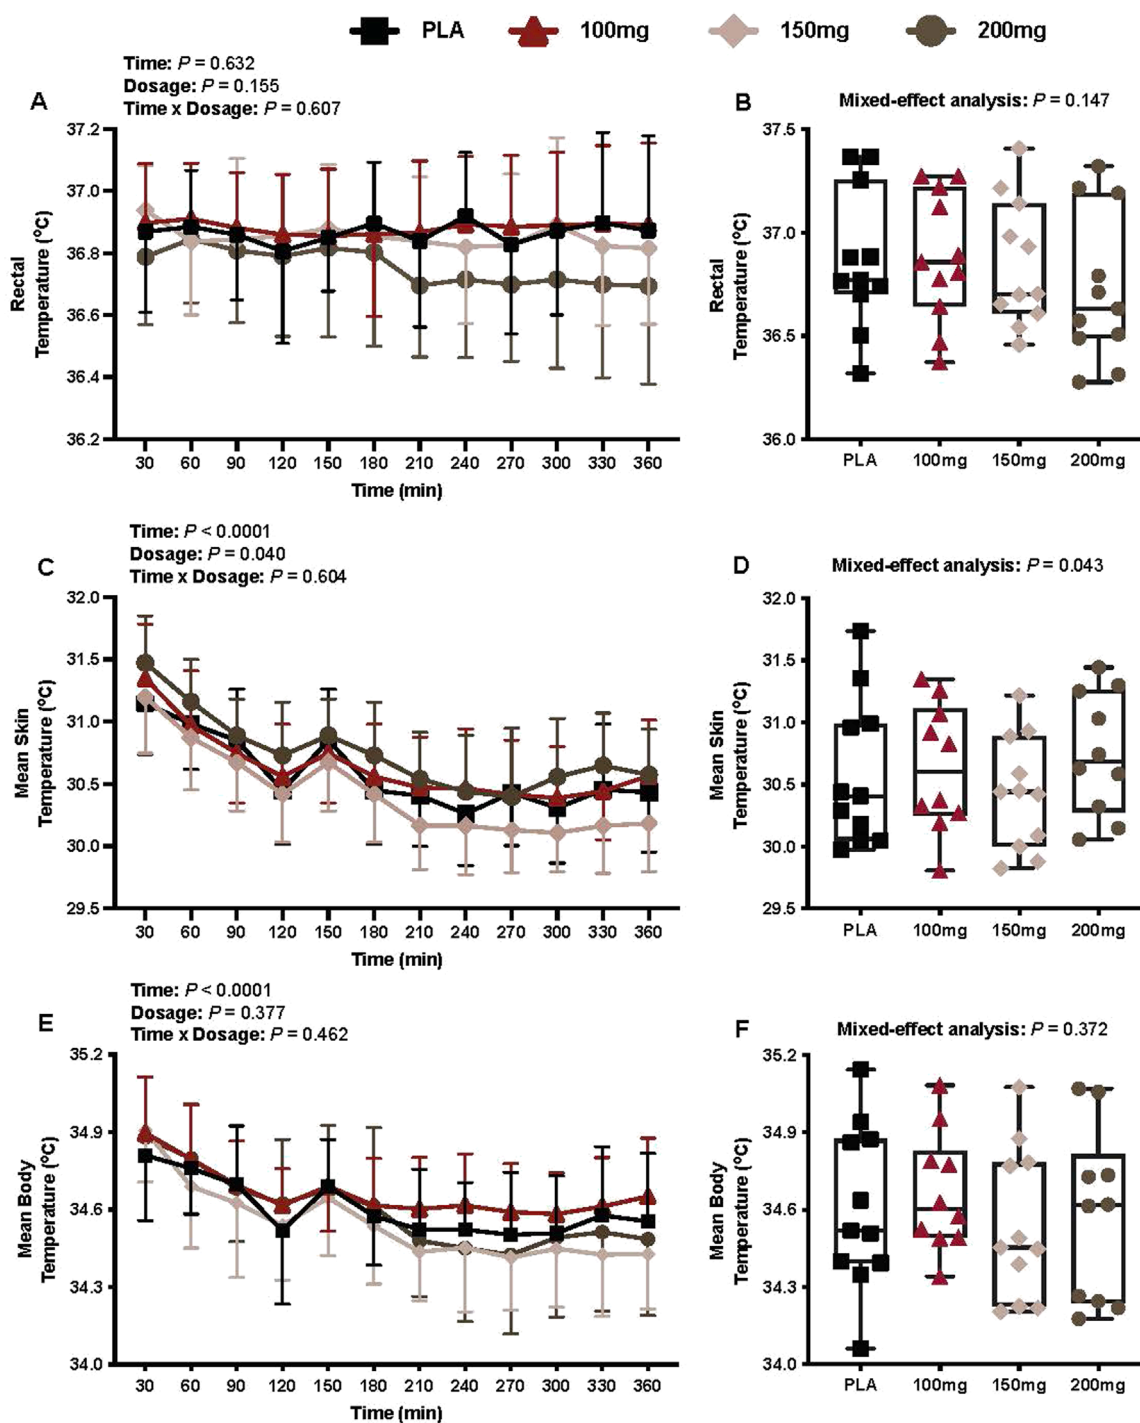 PLA 100mg 150mg 200mg
Time: P = 0.632
Dosage: P = 0.155
Time x Dosage: P = 0.607
A
Rectal
Temperature (°C)
37.2
37.0
36.8
36.6
36.4
36.2
30 60 90 120 150 180 210 240 270 300 330 360
Time (min)
B
Mixed-effect analysis: P = 0.147
Rectal
Temperature (°C)
37.5
37.0
36.5
36.0
PLA 100mg 150mg 200mg
Time: P < 0.0001
Dosage: P = 0.040
Time x Dosage: P = 0.604
C
Mean Skin
Temperature (°C)
32.0
31.5
31.0
30.5
30.0
29.5
30 60 90 120 150 180 210 240 270 300 330 360
Time (min)
D
Mixed-effect analysis: P = 0.043
Mean Skin
Temperature (°C)
32.0
31.5
31.0
30.5
30.0
29.5
PLA 100mg 150mg 200mg
Time: P < 0.0001
Dosage: P = 0.377
Time x Dosage: P = 0.462
E
Mean Body
Temperature (°C)
35.2
34.9
34.6
34.3
34.0
30 60 90 120 150 180 210 240 270 300 330 360
Time (min)
F
Mixed-effect analysis: P = 0.372
Mean Body
Temperature (°C)
35.2
34.9
34.6
34.3
34.0
PLA 100mg 150mg 200mg